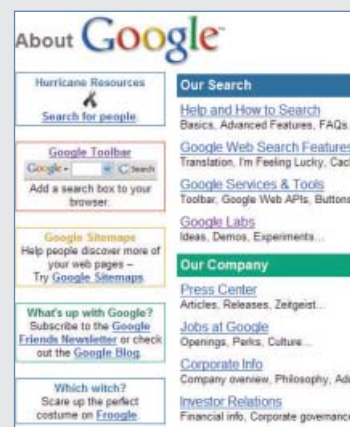 About Google™
Hurricane Resources
Search for people
Google Toolbar
Google
Search
Add a search box to your
browser.
Google Sitemaps
Help people discover more of
your web pages –
Try Google Sitemaps
What's up with Google?
Subscribe to the Google
Friends Newsletter or check
out the Google Blog.
Which witch?
Scare up the perfect
costume on Froogle
Our Search
Help and How to Search
Basics, Advanced Features, FAQs
Google Web Search Features
Translation, I'm Feeling Lucky,
Google Services & Tools
Toolbar, Google Web APIs, Buttons
Google Labs
Ideas, Demos, Experiments...
Our Company
Press Center
Articles, Releases, Zeitgeist...
Jobs at Google
Openings, Perks, Culture...
Corporate Info
Company overview, Philosophy,
Investor Relations
Financial info, Corporate governance